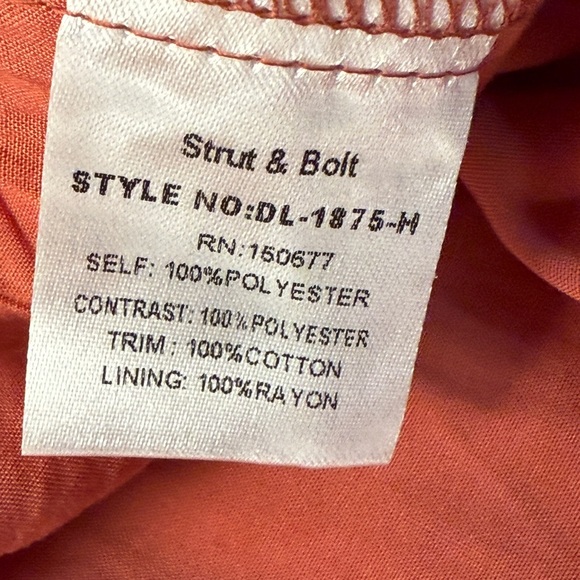 Strut & Bolt
STYLE NO:DL-1875-H
RN:150677
SELF: 100%POLYESTER
CONTRAST: 100%POLYESTER
TRIM: 100%COTTON
LINING: 100%RAYON